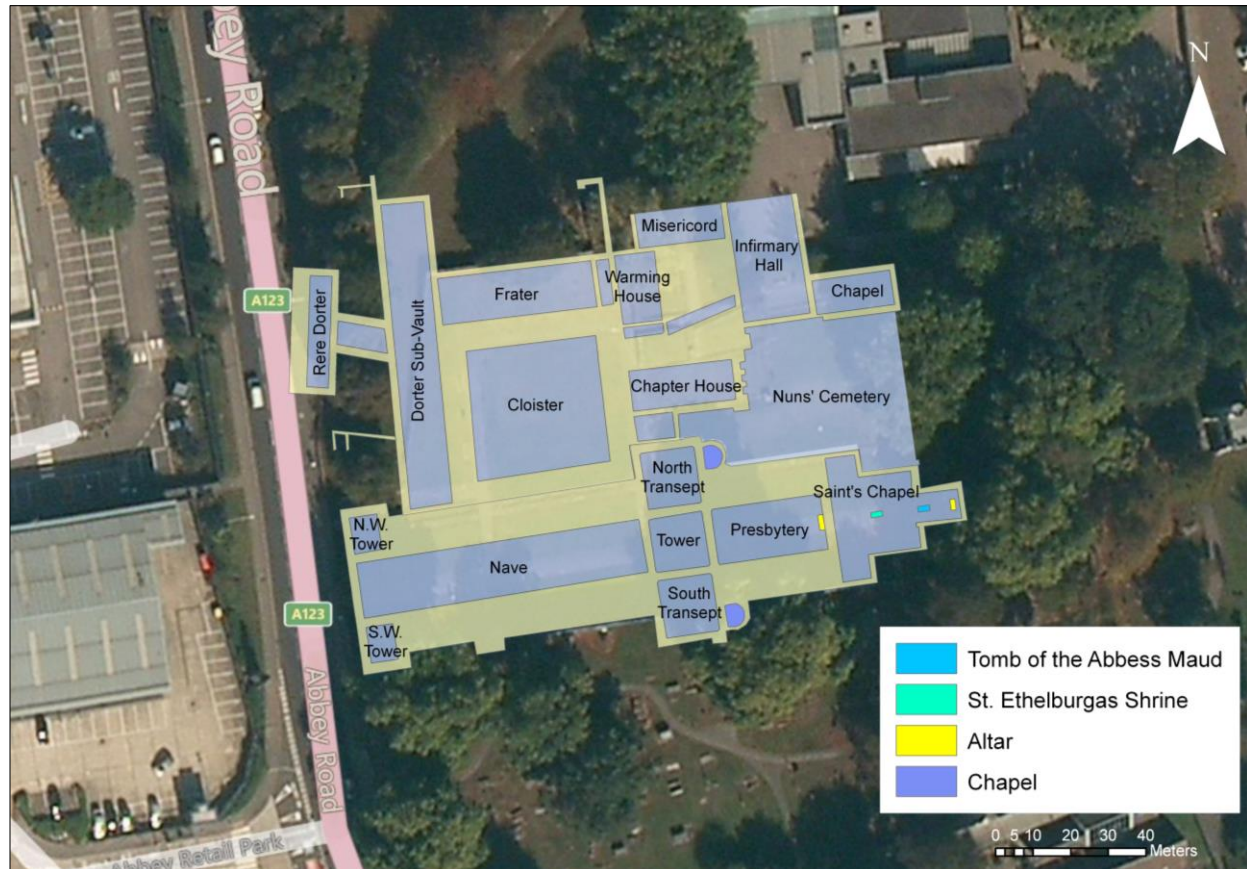 bey Road
N
Misericord
Infirmary
Hall
Warming
House
Frater
Chapel
A123
Rere Dorter
Dorter Sub-Vault
Chapter House
Nuns' Cemetery
Cloister
North
Transept
Saint's Chapel
N.W.
Tower
Presbytery
Tower
Nave
South
Transept
A123
S.W.
Tower
Abbey Road
Tomb of the Abbess Maud
St. Ethelburgas Shrine
Altar
Chapel
0 5 10 20 30 40
Meters
Abbey Retail Park